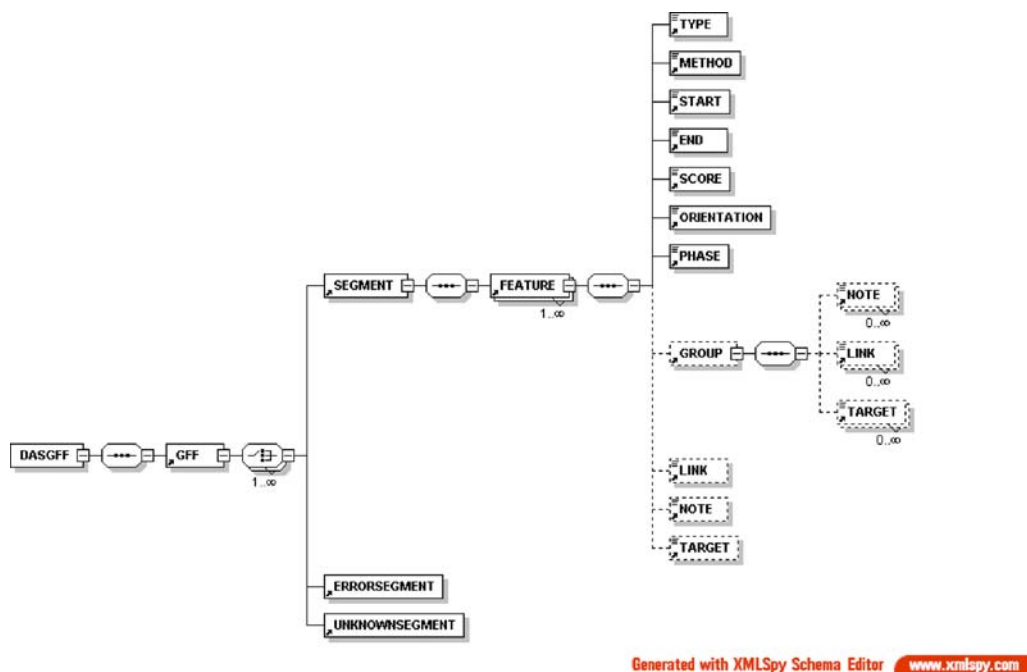 TYPE
METHOD
START
END
SCORE
ORIENTATION
PHASE
SEGMENT
FEATURE
1..∞
NOTE
0..∞
GROUP
LINK
0..∞
TARGET
0..∞
DASGFF
GFF
1..∞
LINK
NOTE
TARGET
ERRORSEGMENT
UNKNOWNSEGMENT
Generated with XMLSpy Schema Editor www.xmlspy.com